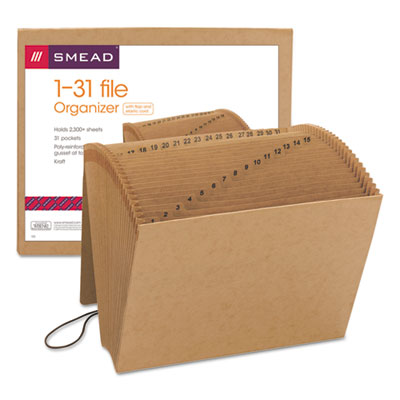 SMEAD
1-31 file
Organizer
with flap and
elastic cord
Holds 2,300+ sheets
31 pockets
Poly-reinforced
gusset at to
Kraft
17 18 19 20 21 22 23 24 25 26 27 28 29 30 31
1 2 3 4 5 6 7 8 9 10 11 12 13 14 15